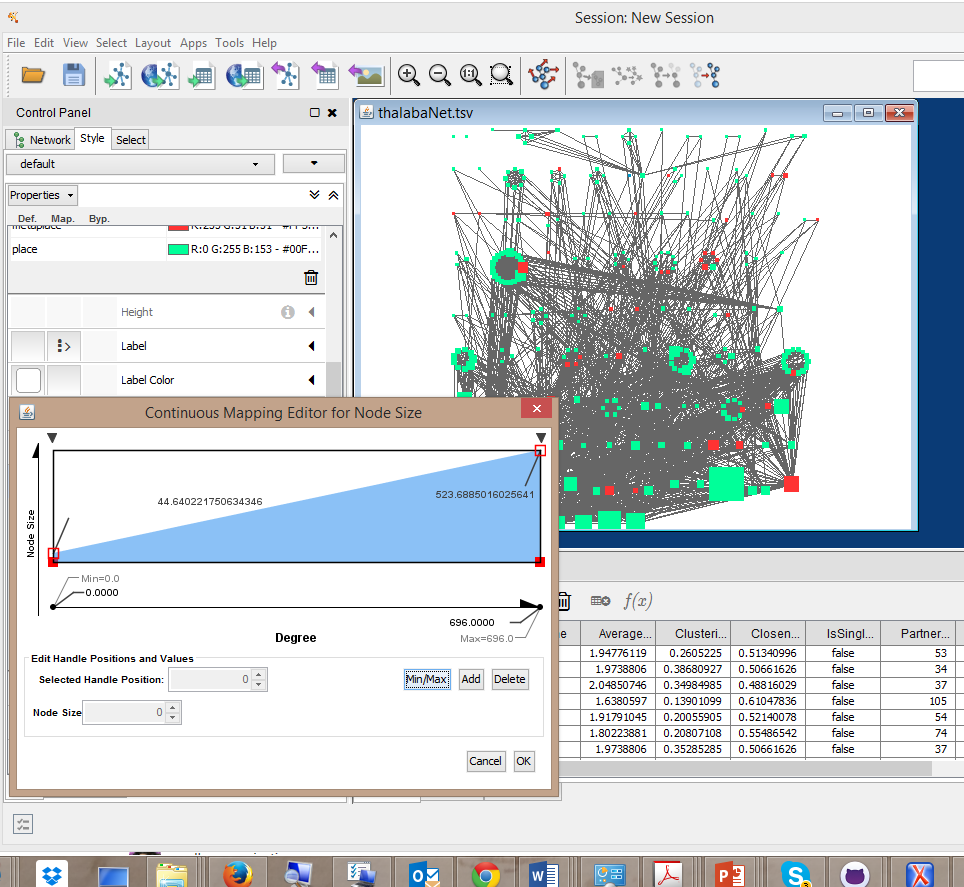 Session: New Session
File Edit View Select Layout Apps Tools Help
1:1
Control Panel
thalabaNet.tsv
Network Style Select
default
Properties
Def. Map. Byp.
metaplace
place R:0 G:255 B:153 - #00F...
Height
Label
Label Color
Continuous Mapping Editor for Node Size
Node Size
44.640221750634346
523.6885016025641
Min=0.0
0.0000
696.0000
Max=696.0
Degree
Edit Handle Positions and Values
Selected Handle Position: 0 Min/Max Add Delete
Node Size 0
Cancel OK
f(x)
e Average... Clusteri... Closen... IsSingl... Partner...
1.94776119 0.2605225 0.51340996 false 53
1.9738806 0.38680927 0.50661626 false 34
2.04850746 0.34984985 0.48816029 false 37
1.6380597 0.13901099 0.61047836 false 105
1.91791045 0.20055905 0.52140078 false 54
1.80223881 0.20807108 0.55486542 false 74
1.9738806 0.35285285 0.50661626 false 37